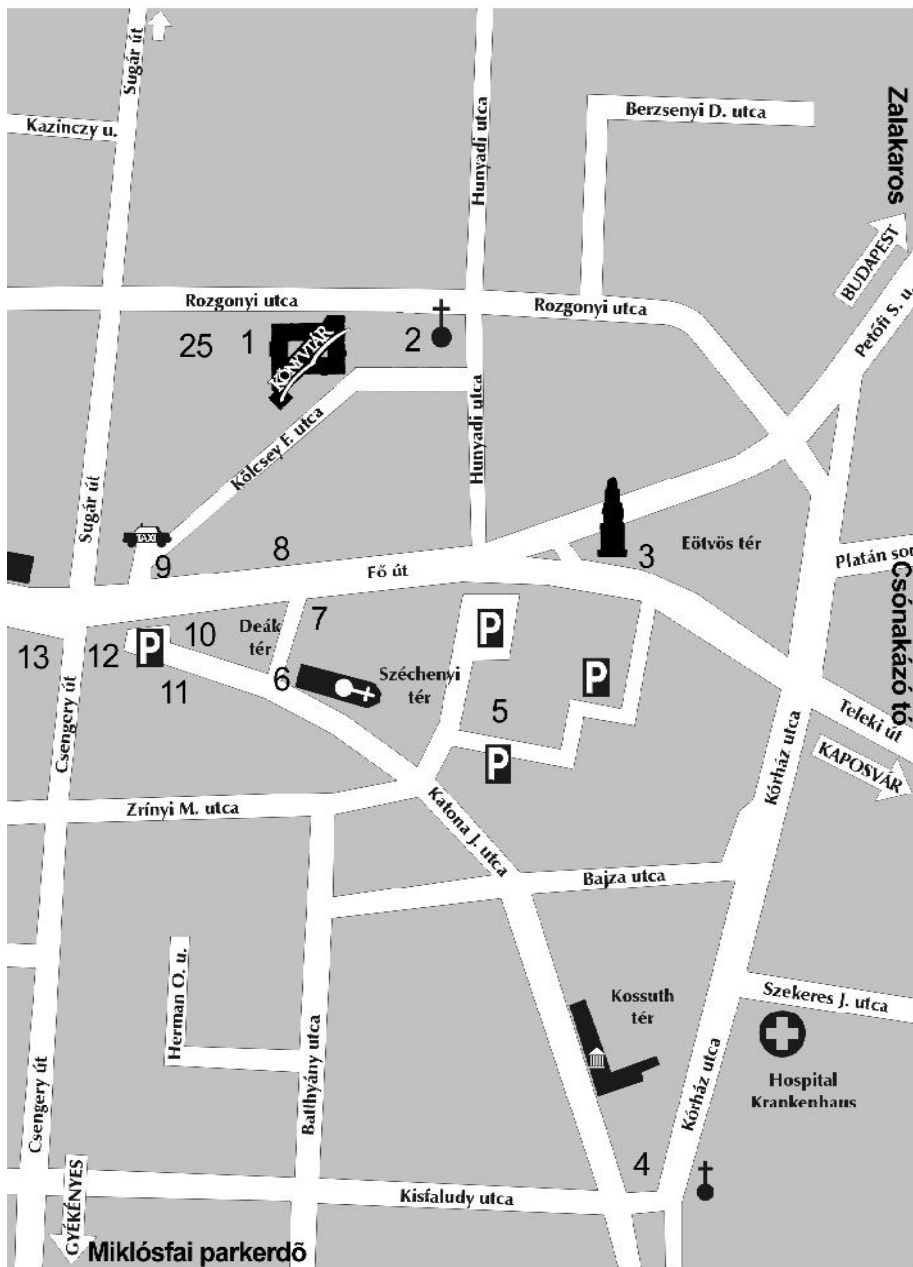 Sugár út
Kazinczy u.
Hunyadi utca
Berzsenyi D. utca
Zalakaros
BUDAPEST
Petőfi S. u.
Rozgonyi utca
Rozgonyi utca
25
1
KÖNYVTÁR
2
Kölcsey F. utca
Hunyadi utca
Sugár út
TAXI
9
8
Fő út
3
Eötvös tér
Platán sor
Csónakázó tó
13
12
P
10
11
Deák
tér
7
6
Széchenyi
tér
P
P
5
P
Teleki út
KAPOSVÁR
Csengery út
Kórház utca
Zrínyi M. utca
Katona J. utca
Bajza utca
Herman O. u.
Batthyány utca
Kossuth
tér
Szekeres J. utca
Hospital
Krankenhaus
Kórház utca
Csengery út
4
Kisfaludy utca
GYÉKÉNYES
Miklósfai parkerdõ